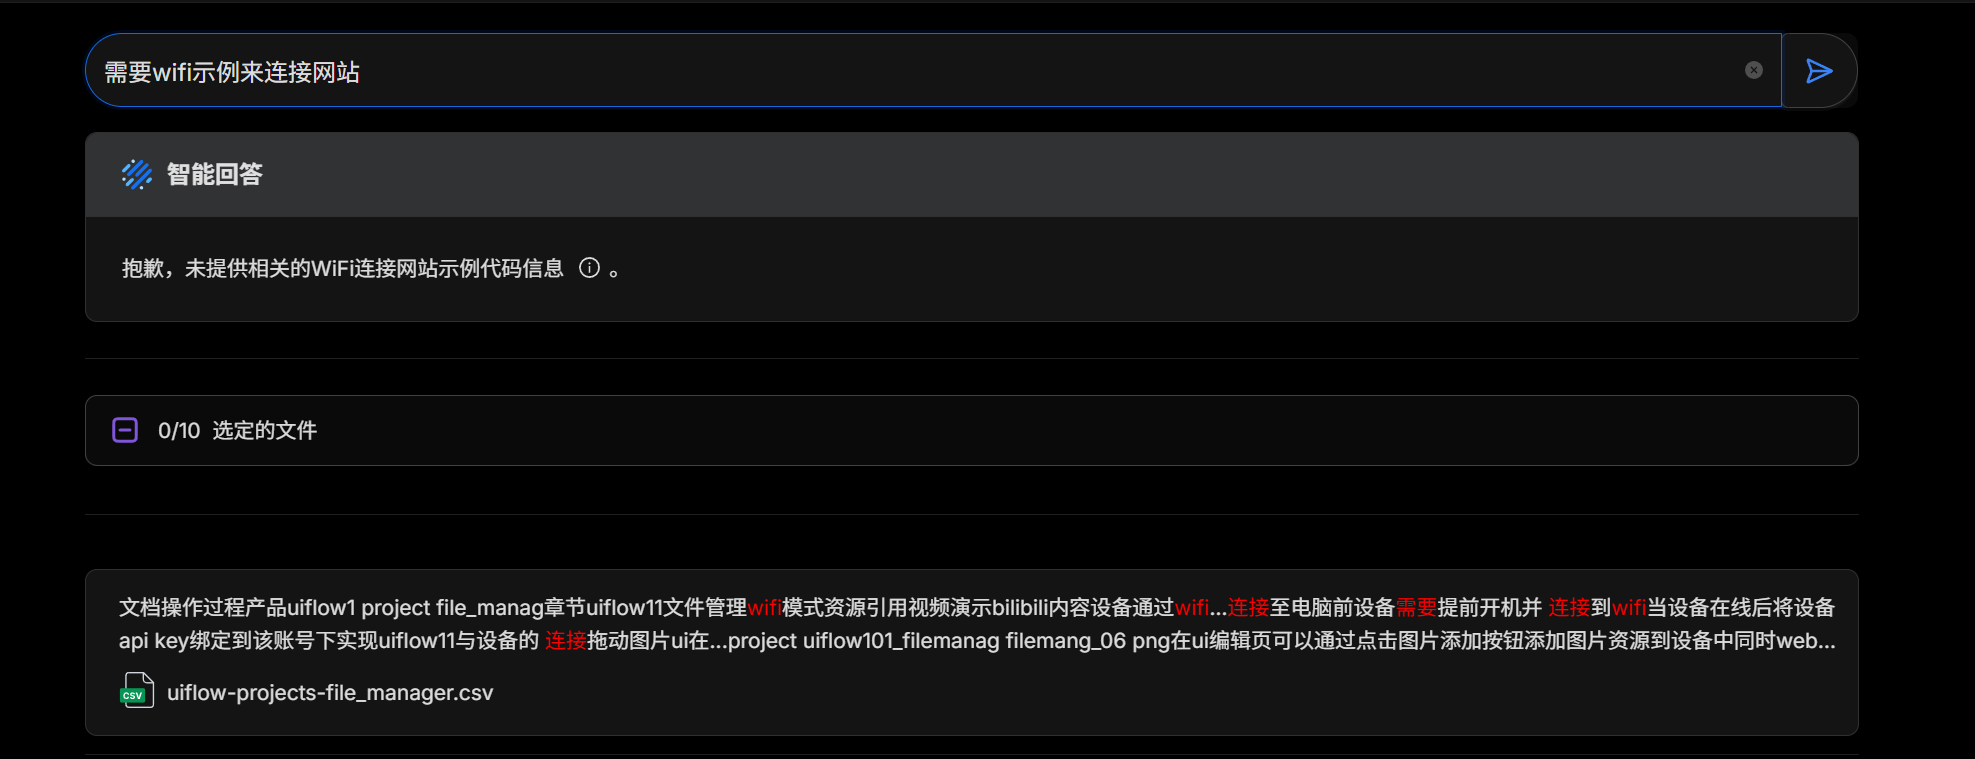 需要wifi示例来连接网站
智能回答
抱歉，未提供相关的WiFi连接网站示例代码信息 。
0/10 选定的文件
文档操作过程产品uiflow1 project file_manag章节uiflow11文件管理wifi模式资源引用视频演示bilibili内容设备通过wifi...连接至电脑前设备需要提前开机并 连接到wifi当设备在线后将设备
api key绑定到该账号下实现uiflow11与设备的 连接拖动图片ui在...project uiflow101_filemanag filemang_06 png在ui编辑页可以通过点击图片添加按钮添加图片资源到设备中同时web...
CSV uiflow-projects-file_manager.csv